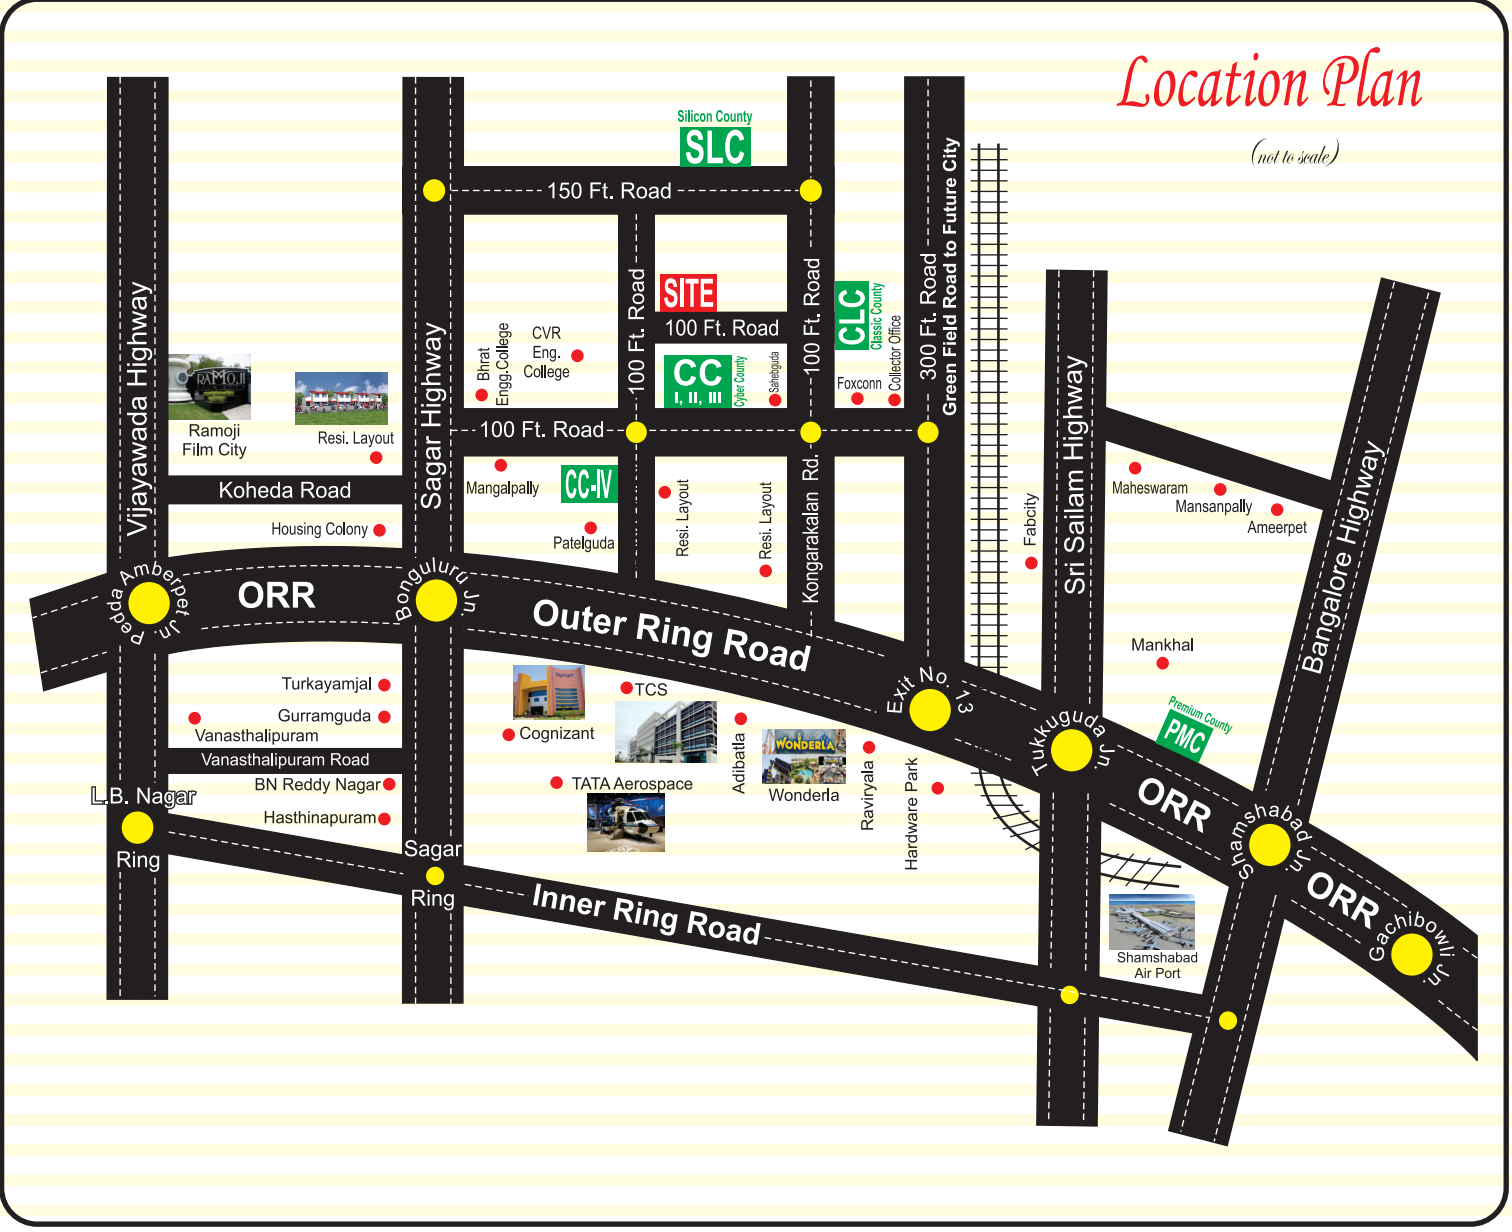 Location Plan
(not to scale)
Silicon County
SLC
150 Ft. Road
Vijayawada Highway
Sagar Highway
100 Ft. Road
SITE
100 Ft. Road
100 Ft. Road
CLC
Classic County
Collector Office
Foxconn
300 Ft. Road
Green Field Road to Future City
Bhrat
Engg.College
CVR
Eng.
College
CC
I, II, III
Cyber County
Sahebguda
RAMOJI
Ramoji
Film City
Resi. Layout
100 Ft. Road
Koheda Road
Mangalpally
CC-IV
Patelguda
Resi. Layout
Resi. Layout
Kongarakalan Rd.
Housing Colony
Fabcity
Sri Sailam Highway
Maheswaram
Mansanpally
Ameerpet
Bangalore Highway
Pedda Amberpet Jn.
ORR
Bonguluru Jn.
Outer Ring Road
Mankhal
Exit No. 13
Tukkuguda Jn.
Premium County
PMC
ORR
Shamshabad Jn.
ORR
Gachibowli Jn.
Turkayamjal
Gurramguda
Vanasthalipuram
Vanasthalipuram Road
BN Reddy Nagar
Hasthinapuram
L.B. Nagar
Ring
Sagar
Ring
Cognizant
TCS
TATA Aerospace
Adibatla
WONDERLA
Wonderla
Raviryala
Hardware Park
Inner Ring Road
Shamshabad
Air Port